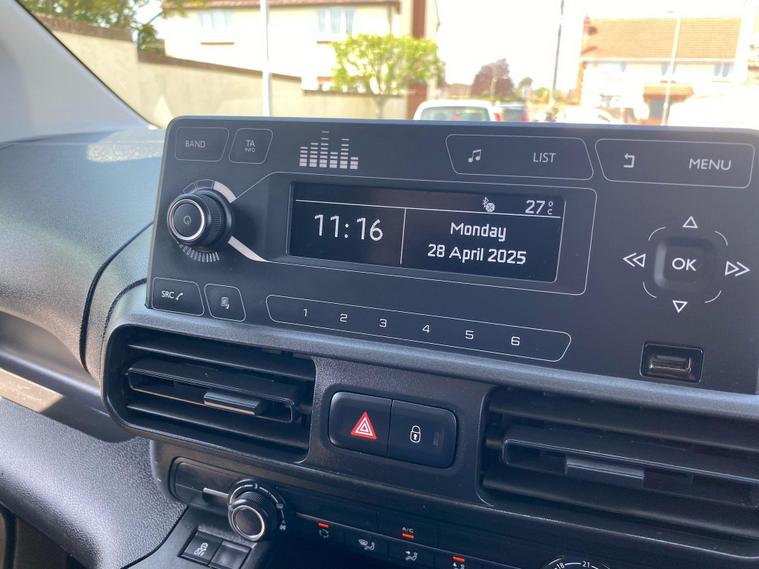 BAND
TA
INFO
LIST
MENU
27°C
11:16
Monday
28 April 2025
OK
SRC
1 2 3 4 5 6
A/C
21